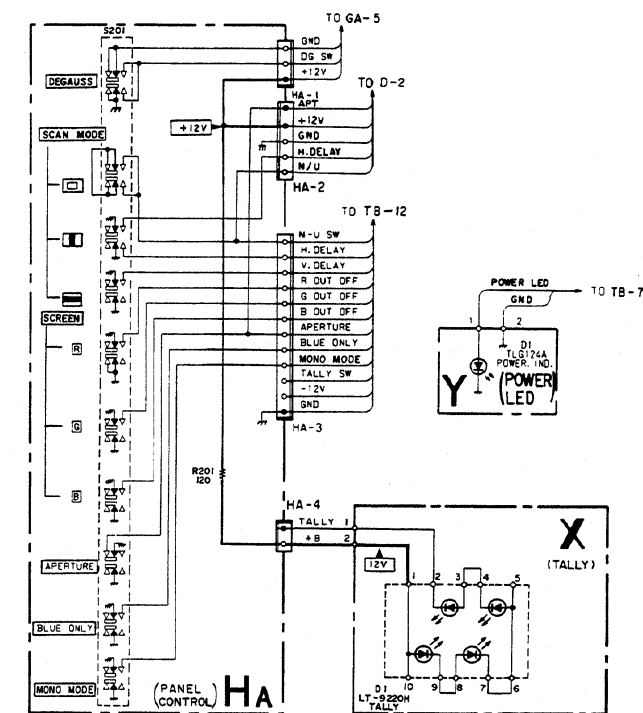 TO GA-5
S201
GND
DG SW
+12V
DEGAUSS
HA-1
TO D-2
APT
+12V
+12V
GND
H.DELAY
N/U
SCAN MODE
HA-2
TO TB-12
N-U SW
H.DELAY
V.DELAY
R OUT OFF
G OUT OFF
B OUT OFF
APERTURE
BLUE ONLY
MONO MODE
TALLY SW
-12V
GND
HA-3
SCREEN
R
G
B
POWER LED
TO TB-7
GND
1
2
D1
TLG124A
POWER. IND.
Y
(POWER LED)
R201
120
HA-4
TALLY 1
+B 2
12V
X
(TALLY)
1 2 3 4 5
10 9 8 7 6
D1
LT-9220H
TALLY
APERTURE
BLUE ONLY
MONO MODE
(PANEL CONTROL)
HA